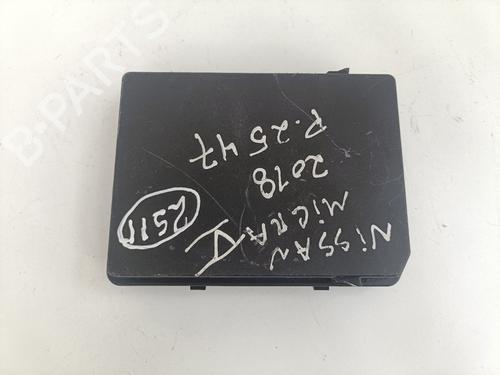 NISSAN
MICRA V
2018
P.2547
2511
B-PARTS